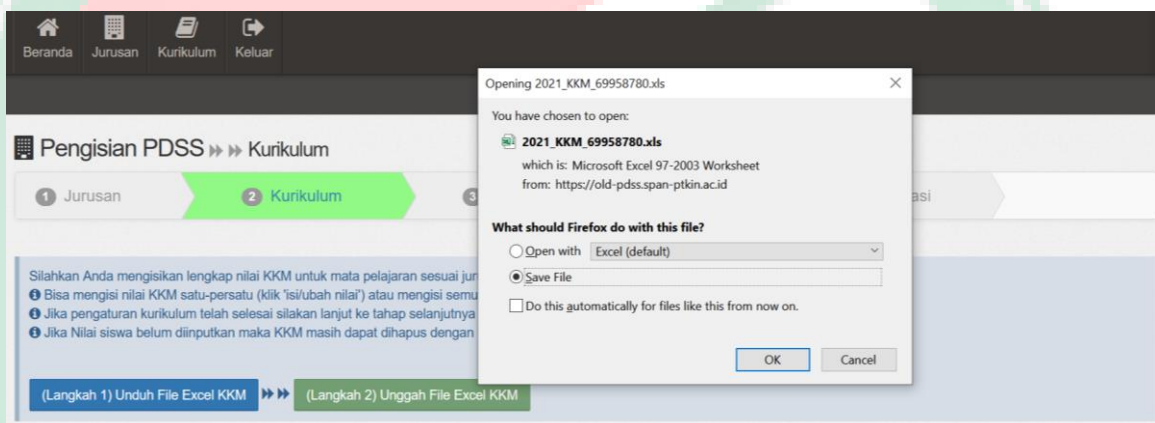 Beranda Jurusan Kurikulum Keluar
Opening 2021_KKM_69958780.xls
You have chosen to open:
2021_KKM_69958780.xls
which is: Microsoft Excel 97-2003 Worksheet
from: https://old-pdss.span-ptkin.ac.id
What should Firefox do with this file?
Open with Excel (default)
Save File
Do this automatically for files like this from now on.
OK Cancel
Pengisian PDSS Kurikulum
1 Jurusan 2 Kurikulum 3 asi
Silahkan Anda mengisikan lengkap nilai KKM untuk mata pelajaran sesuai jur
Bisa mengisi nilai KKM satu-persatu (klik 'isi/ubah nilai') atau mengisi semu
Jika pengaturan kurikulum telah selesai silakan lanjut ke tahap selanjutnya
Jika Nilai siswa belum diinputkan maka KKM masih dapat dihapus dengan
(Langkah 1) Unduh File Excel KKM (Langkah 2) Unggah File Excel KKM